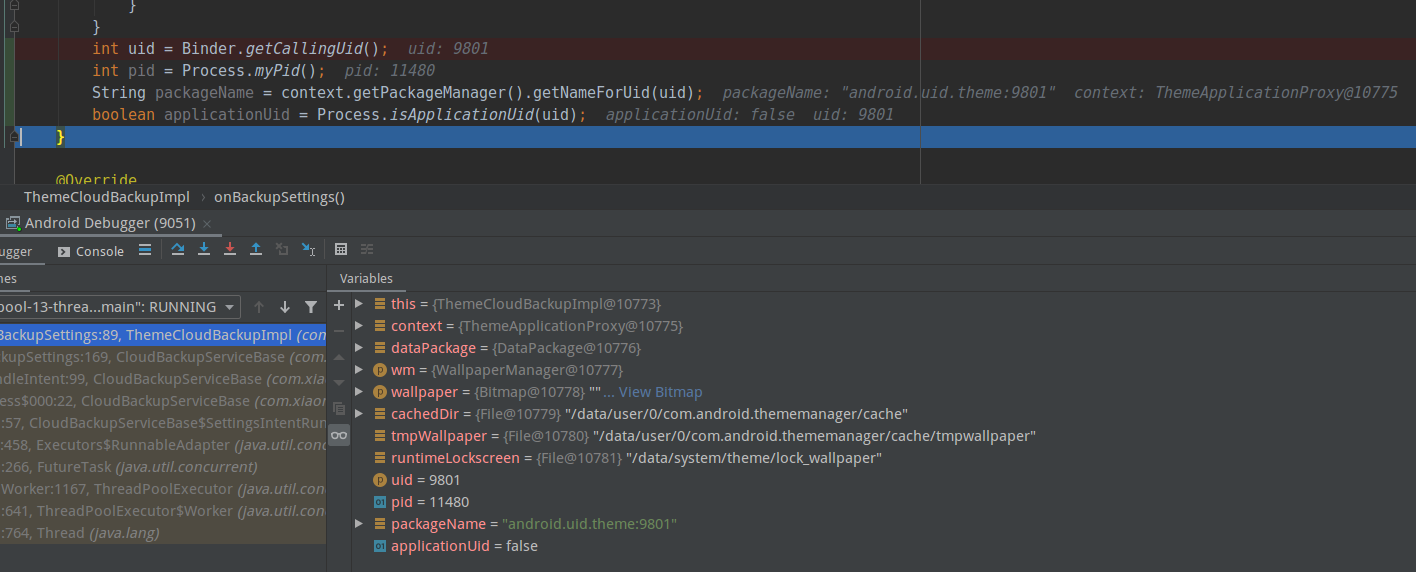 }
}
int uid = Binder.getCallingUid(); uid: 9801
int pid = Process.myPid(); pid: 11480
String packageName = context.getPackageManager().getNameForUid(uid); packageName: "android.uid.theme:9801" context: ThemeApplicationProxy@10775
boolean applicationUid = Process.isApplicationUid(uid); applicationUid: false uid: 9801
}
@Override
ThemeCloudBackupImpl › onBackupSettings()
Android Debugger (9051) ×
ugger Console
nes
pool-13-threa...main": RUNNING
BackupSettings:89, ThemeCloudBackupImpl (com
kupSettings:169, CloudBackupServiceBase (com.
ndleIntent:99, CloudBackupServiceBase (com.xia
ess$000:22, CloudBackupServiceBase (com.xiaor
:57, CloudBackupServiceBase$SettingsIntentRun
:458, Executors$RunnableAdapter (java.util.con
:266, FutureTask (java.util.concurrent)
Worker:1167, ThreadPoolExecutor (java.util.con
:641, ThreadPoolExecutor$Worker (java.util.con
:764, Thread (java.lang)
Variables
this = {ThemeCloudBackupImpl@10773}
context = {ThemeApplicationProxy@10775}
dataPackage = {DataPackage@10776}
wm = {WallpaperManager@10777}
wallpaper = {Bitmap@10778} "" ... View Bitmap
cachedDir = {File@10779} "/data/user/0/com.android.thememanager/cache"
tmpWallpaper = {File@10780} "/data/user/0/com.android.thememanager/cache/tmpwallpaper"
runtimeLockscreen = {File@10781} "/data/system/theme/lock_wallpaper"
uid = 9801
pid = 11480
packageName = "android.uid.theme:9801"
applicationUid = false